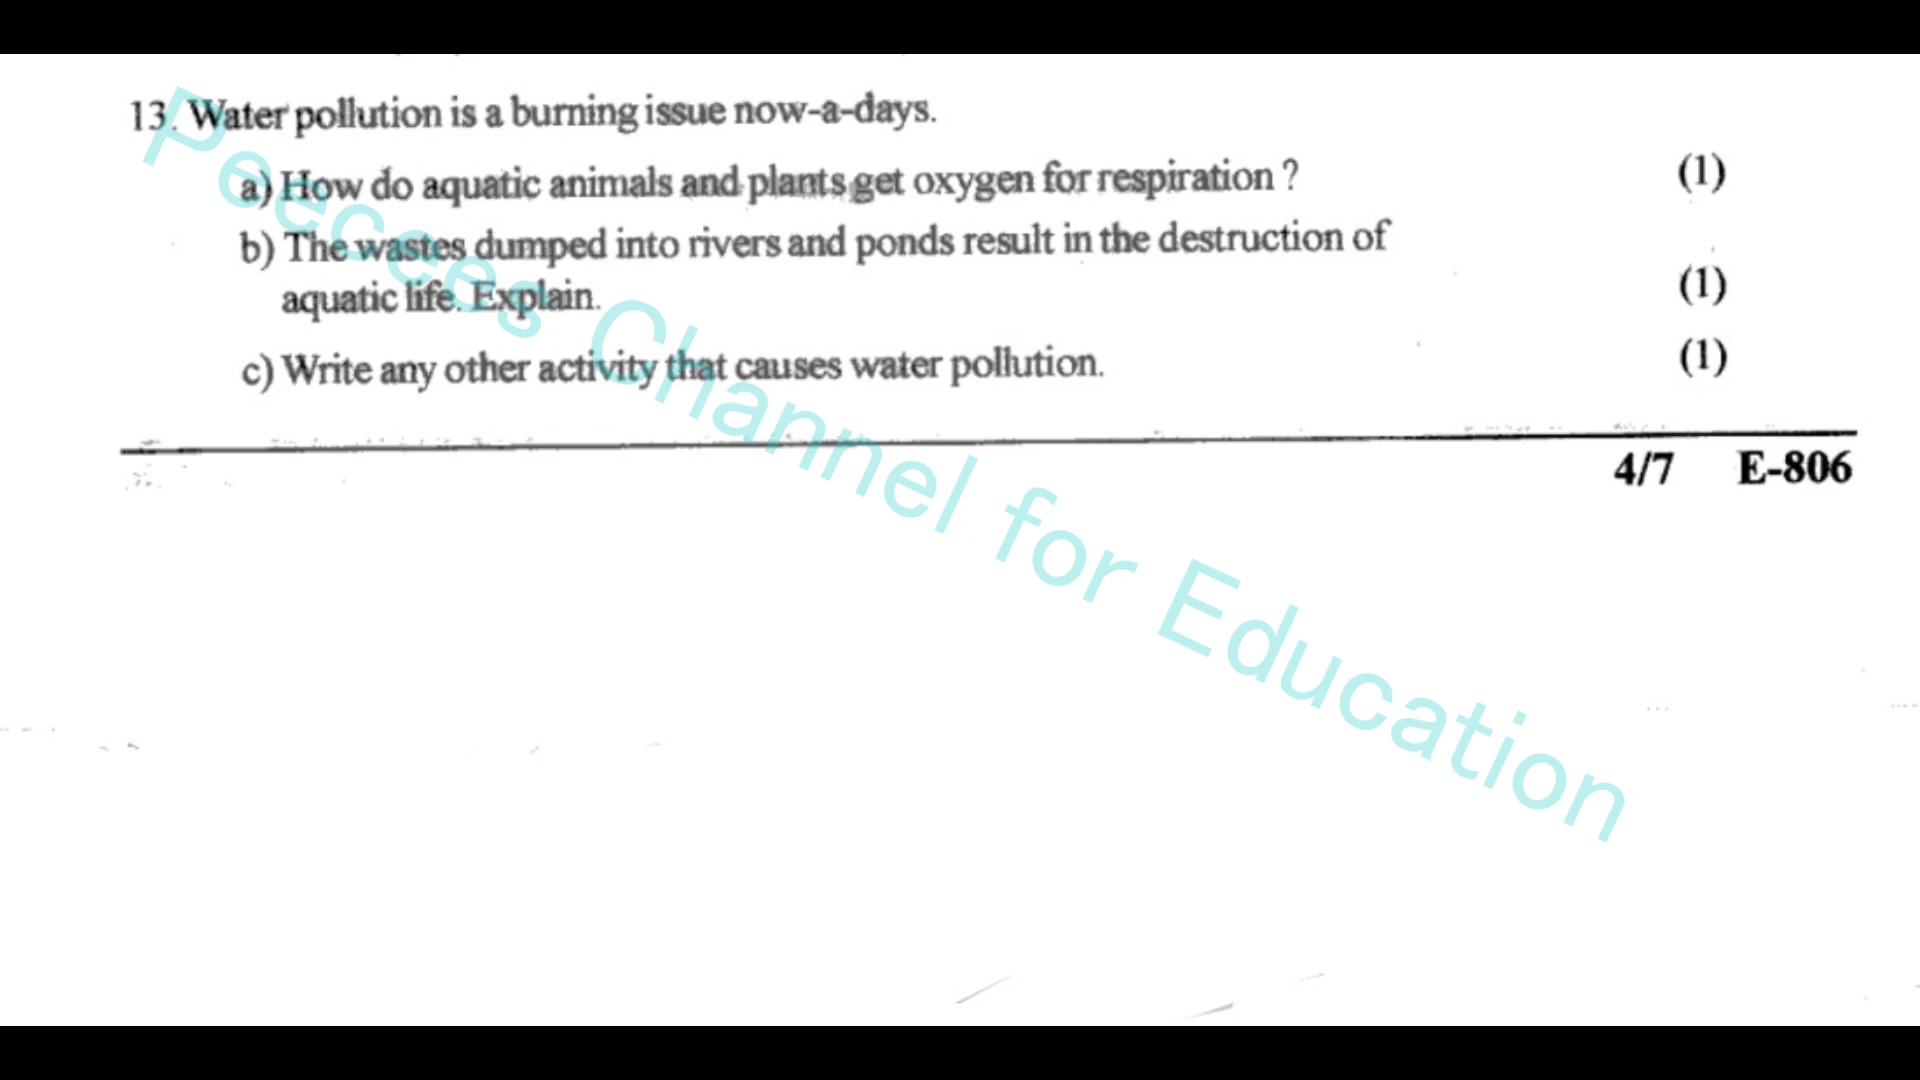 13. Water pollution is a burning issue now-a-days.
a) How do aquatic animals and plants get oxygen for respiration ? (1)
b) The wastes dumped into rivers and ponds result in the destruction of
aquatic life. Explain. (1)
c) Write any other activity that causes water pollution. (1)
4/7 E-806
Peecees Channel for Education